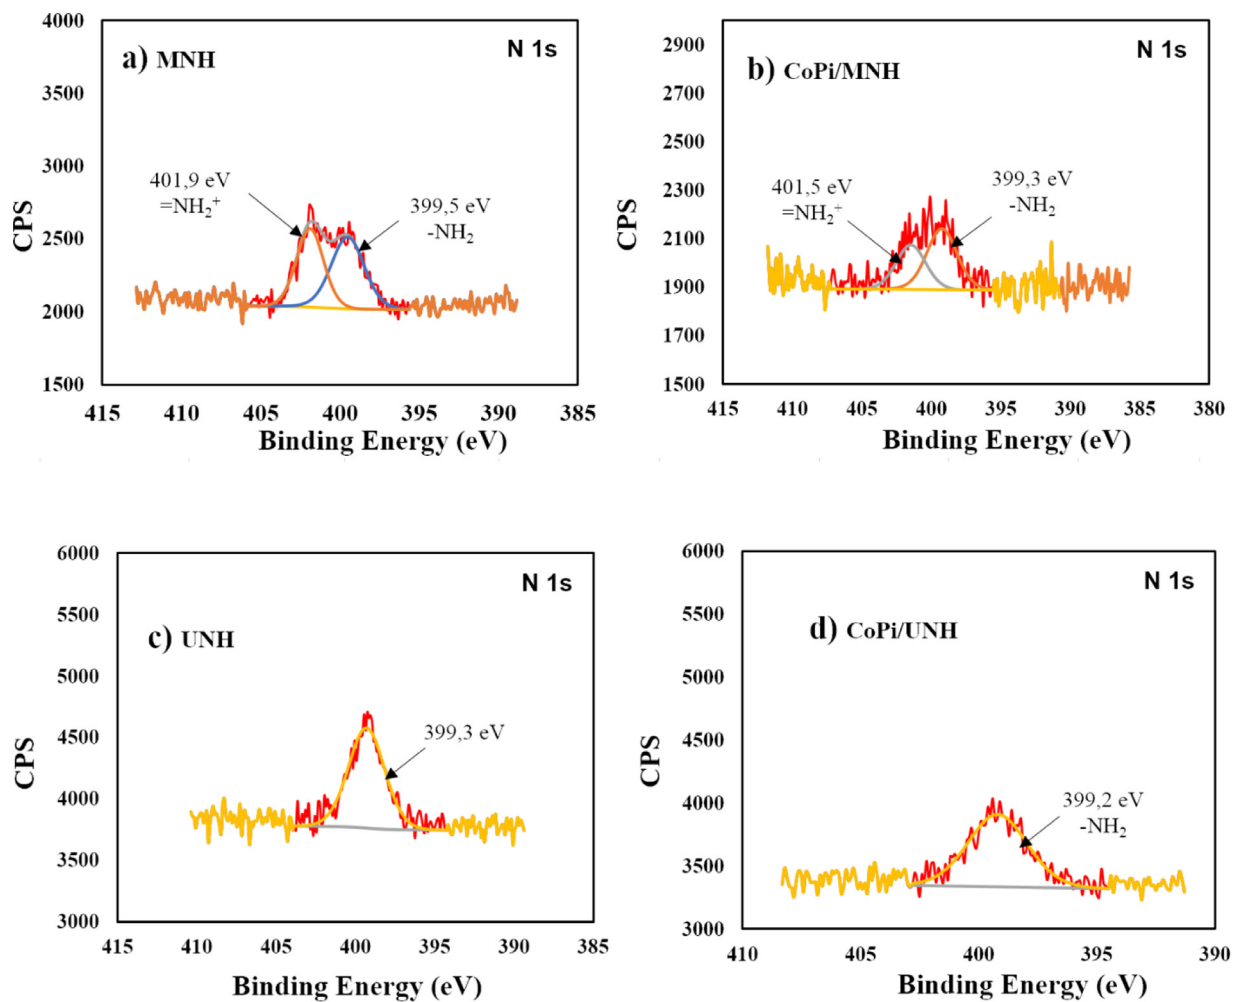 a) MNH
N 1s
401,9 eV
=NH₂⁺
399,5 eV
-NH₂
CPS
4000
3500
3000
2500
2000
1500
415 410 405 400 395 390 385
Binding Energy (eV)
b) CoPi/MNH
N 1s
401,5 eV
=NH₂⁺
399,3 eV
-NH₂
CPS
2900
2700
2500
2300
2100
1900
1700
1500
415 410 405 400 395 390 385 380
Binding Energy (eV)
c) UNH
N 1s
399,3 eV
CPS
6000
5500
5000
4500
4000
3500
3000
415 410 405 400 395 390 385
Binding Energy (eV)
d) CoPi/UNH
N 1s
399,2 eV
-NH₂
CPS
6000
5500
5000
4500
4000
3500
3000
410 405 400 395 390
Binding Energy (eV)